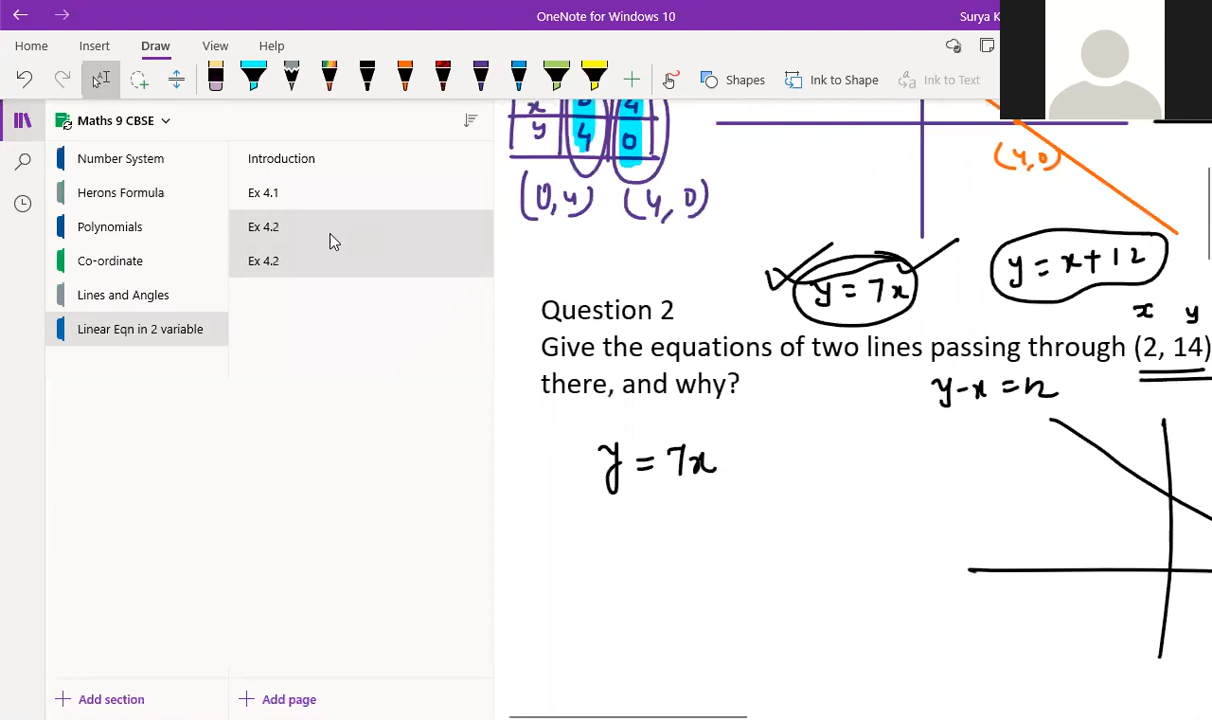 OneNote for Windows 10
Surya K
Home Insert Draw View Help
Shapes Ink to Shape Ink to Text
Maths 9 CBSE
Number System
Herons Formula
Polynomials
Co-ordinate
Lines and Angles
Linear Eqn in 2 variable
Introduction
Ex 4.1
Ex 4.2
Ex 4.2
Add section
Add page
x 0 4
y 4 0
(0,4) (4,0)
(4,0)
y = 7x
y = x+12
x y
Question 2
Give the equations of two lines passing through (2, 14)
there, and why?
y-x = 12
y = 7x